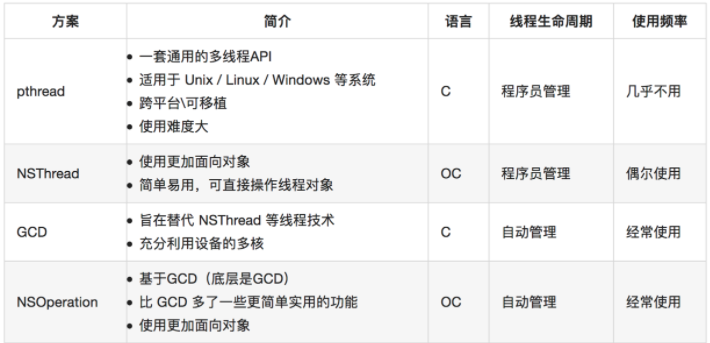 方案 简介 语言 线程生命周期 使用频率
一套通用的多线程API
适用于 Unix / Linux / Windows 等系统
pthread C 程序员管理 几乎不用
跨平台\可移植
使用难度大
使用更加面向对象
NSThread OC 程序员管理 偶尔使用
简单易用，可直接操作线程对象
旨在替代 NSThread 等线程技术
GCD C 自动管理 经常使用
充分利用设备的多核
基于GCD（底层是GCD）
NSOperation 比 GCD 多了一些更简单实用的功能 OC 自动管理 经常使用
使用更加面向对象